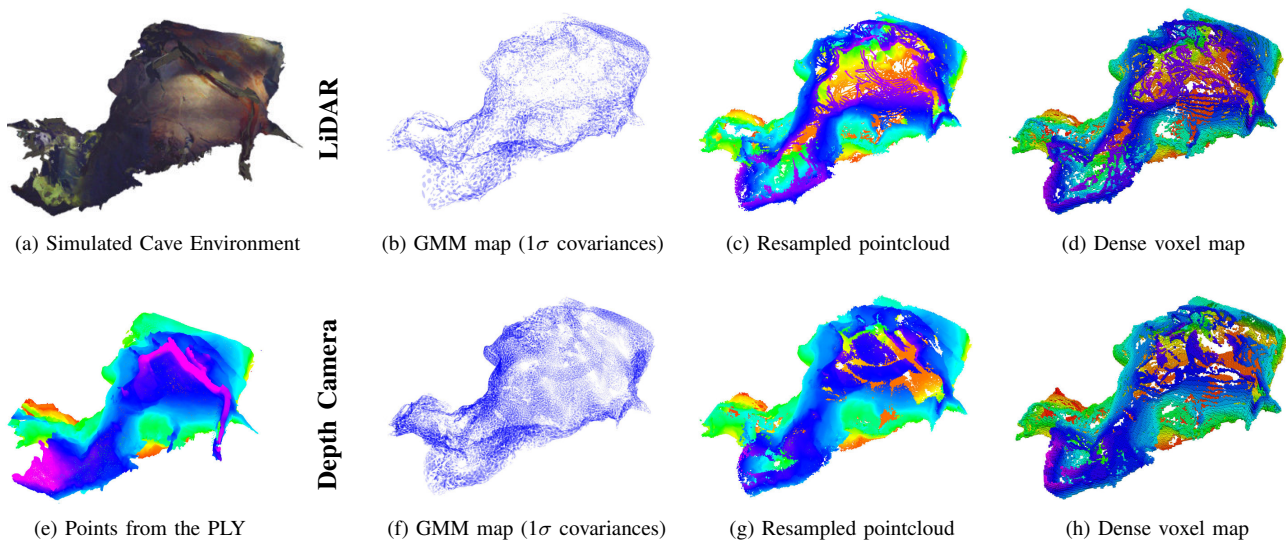 LiDAR
(a) Simulated Cave Environment
(b) GMM map (1σ covariances)
(c) Resampled pointcloud
(d) Dense voxel map
Depth Camera
(e) Points from the PLY
(f) GMM map (1σ covariances)
(g) Resampled pointcloud
(h) Dense voxel map